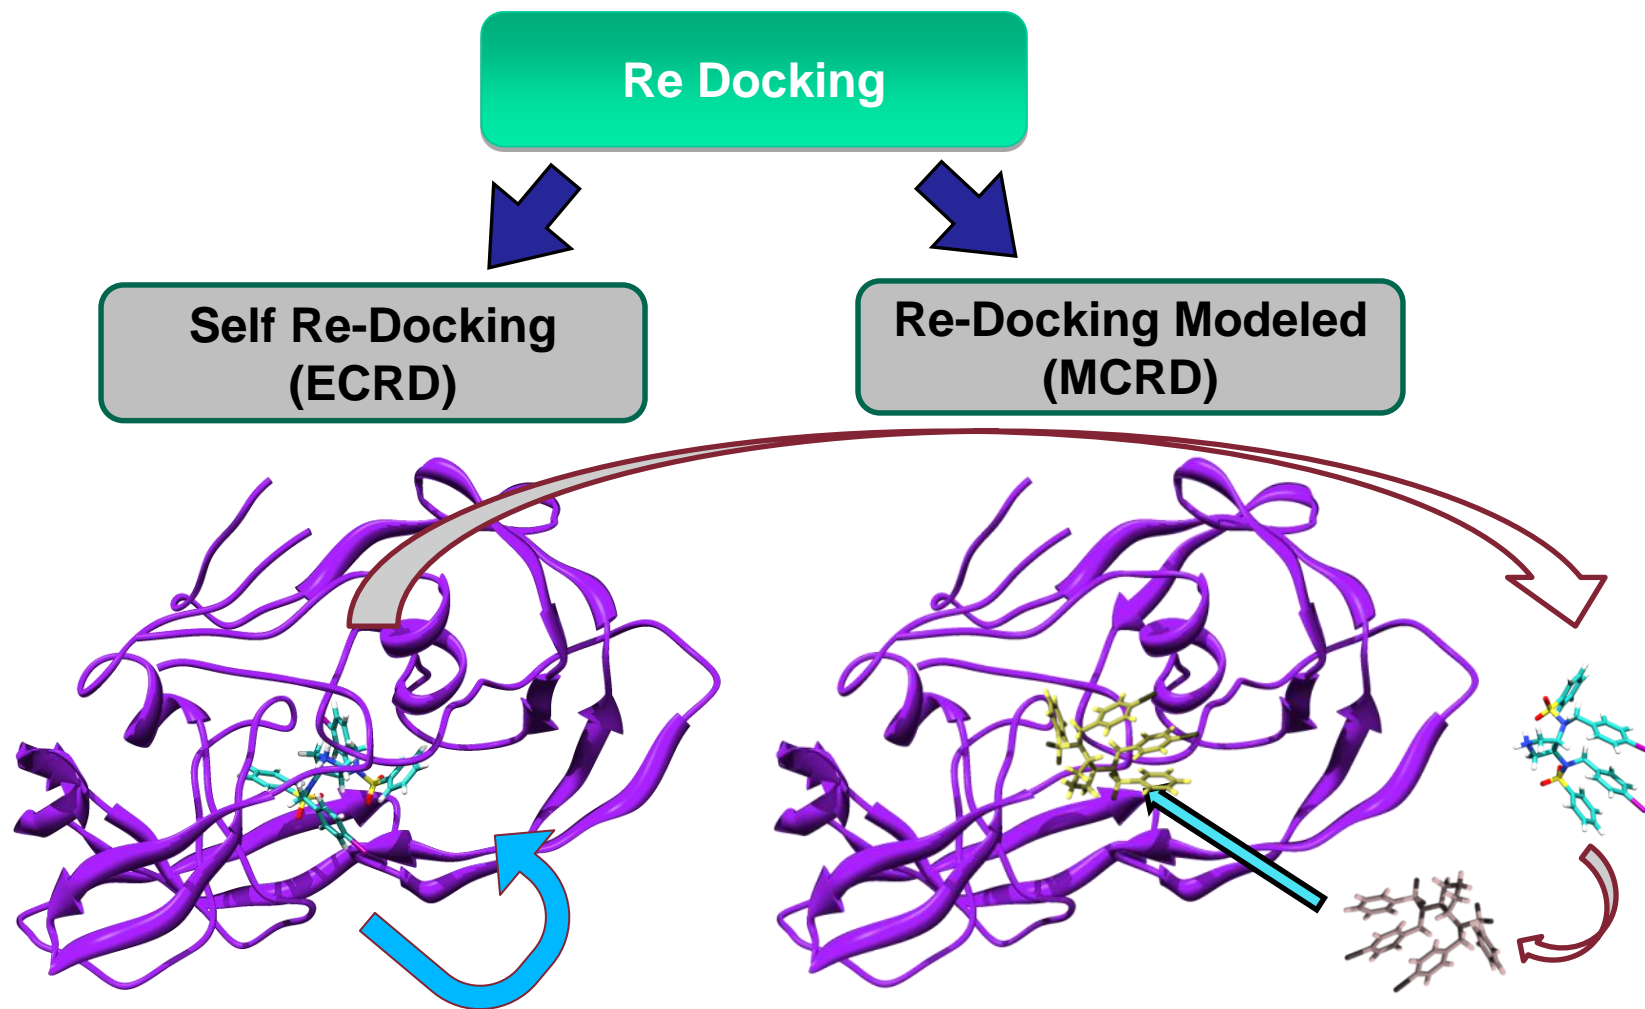 Re Docking
Self Re-Docking
(ECRD)
Re-Docking Modeled
(MCRD)